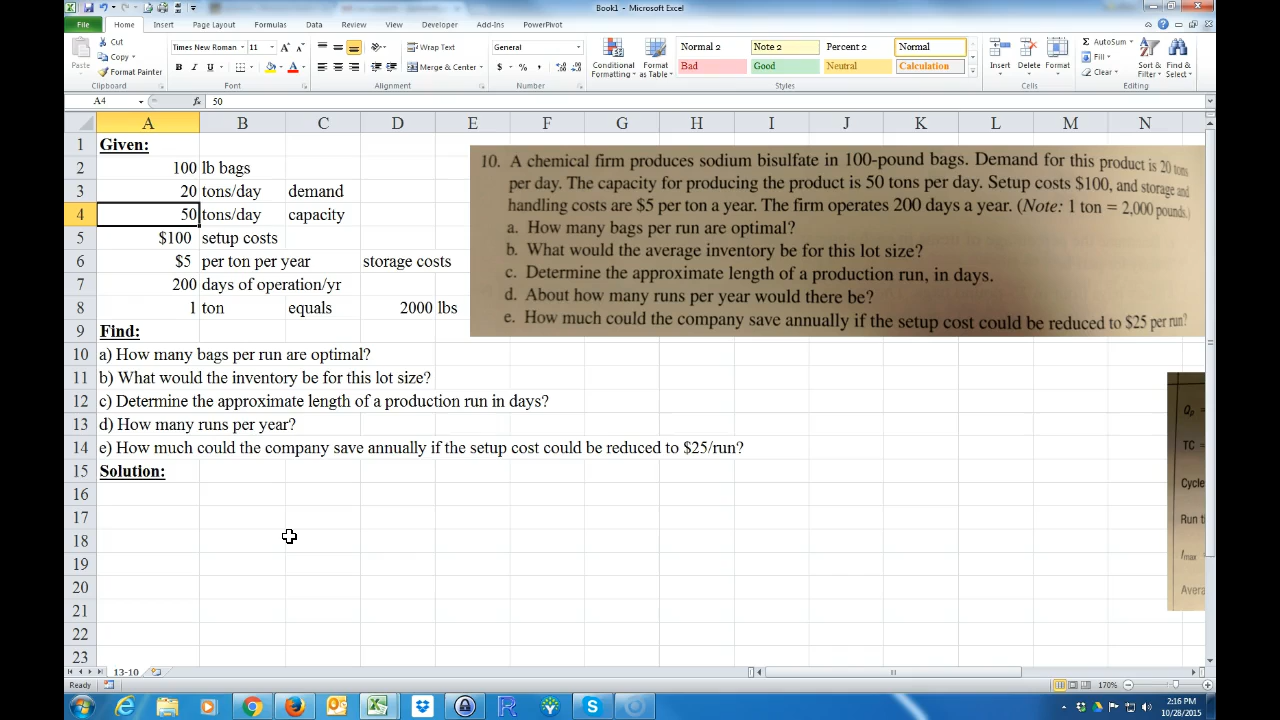 Book1 - Microsoft Excel
File Home Insert Page Layout Formulas Data Review View Developer Add-Ins PowerPivot
Cut
Copy
Format Painter
Paste
Clipboard
Times New Roman 11
B I U
Font
Wrap Text
Merge & Center
Alignment
General
$ % ,
Number
Conditional Formatting
Format as Table
Normal 2 Note 2 Percent 2 Normal
Bad Good Neutral Calculation
Styles
Insert Delete Format
Cells
AutoSum
Fill
Clear
Sort & Filter
Find & Select
Editing
A4 fx 50
A B C D E F G H I J K L M N
1 Given:
2 100 lb bags
3 20 tons/day demand
4 50 tons/day capacity
5 $100 setup costs
6 $5 per ton per year storage costs
7 200 days of operation/yr
8 1 ton equals 2000 lbs
9 Find:
10 a) How many bags per run are optimal?
11 b) What would the inventory be for this lot size?
12 c) Determine the approximate length of a production run in days?
13 d) How many runs per year?
14 e) How much could the company save annually if the setup cost could be reduced to $25/run?
15 Solution:
16
17
18
19
20
21
22
23
10. A chemical firm produces sodium bisulfate in 100-pound bags. Demand for this product is 20 tons
per day. The capacity for producing the product is 50 tons per day. Setup costs $100, and storage and
handling costs are $5 per ton a year. The firm operates 200 days a year. (Note: 1 ton = 2,000 pounds.)
a. How many bags per run are optimal?
b. What would the average inventory be for this lot size?
c. Determine the approximate length of a production run, in days.
d. About how many runs per year would there be?
e. How much could the company save annually if the setup cost could be reduced to $25 per run?
Qp =
TC =
Cycle
Run ti
Imax
Avera
13-10
Ready
170%
2:16 PM
10/28/2015